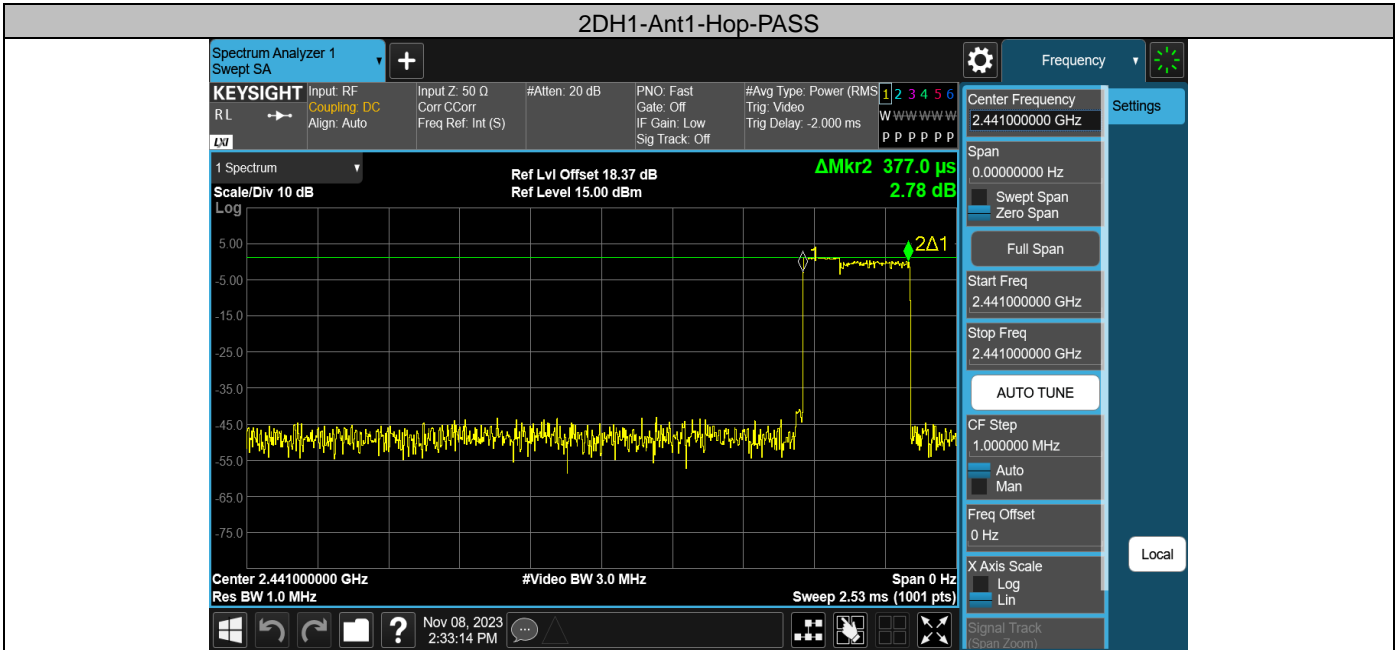 2DH1-Ant1-Hop-PASS
Spectrum Analyzer 1
Swept SA
Frequency
KEYSIGHT
RL
LXI
Input: RF
Coupling: DC
Align: Auto
Input Z: 50 Ω
Corr CCorr
Freq Ref: Int (S)
#Atten: 20 dB
PNO: Fast
Gate: Off
IF Gain: Low
Sig Track: Off
#Avg Type: Power (RMS
Trig: Video
Trig Delay: -2.000 ms
1 2 3 4 5 6
W W W W W W
P P P P P P
Center Frequency
2.441000000 GHz
Settings
1 Spectrum
Scale/Div 10 dB
Log
Ref Lvl Offset 18.37 dB
Ref Level 15.00 dBm
ΔMkr2 377.0 µs
2.78 dB
Span
0.00000000 Hz
Swept Span
Zero Span
Full Span
Start Freq
2.441000000 GHz
Stop Freq
2.441000000 GHz
AUTO TUNE
CF Step
1.000000 MHz
Auto
Man
Freq Offset
0 Hz
X Axis Scale
Log
Lin
Signal Track
(Span Zoom)
Local
5.00
-5.00
-15.0
-25.0
-35.0
-45.0
-55.0
-65.0
-75.0
1
2Δ1
Center 2.441000000 GHz
#Video BW 3.0 MHz
Span 0 Hz
Res BW 1.0 MHz
Sweep 2.53 ms (1001 pts)
?
Nov 08, 2023
2:33:14 PM